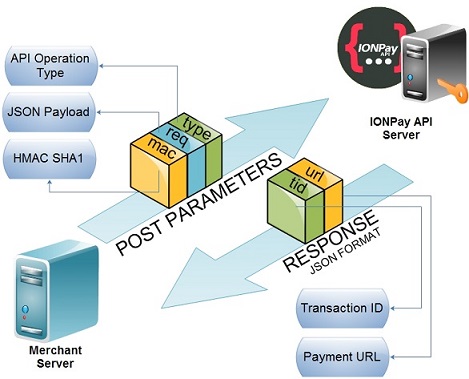 IONPay
API
IONPay API
Server
API Operation
Type
JSON Payload
HMAC SHA1
type
req
mac
POST PARAMETERS
url
tid
RESPONSE
JSON FORMAT
Merchant
Server
Transaction ID
Payment URL